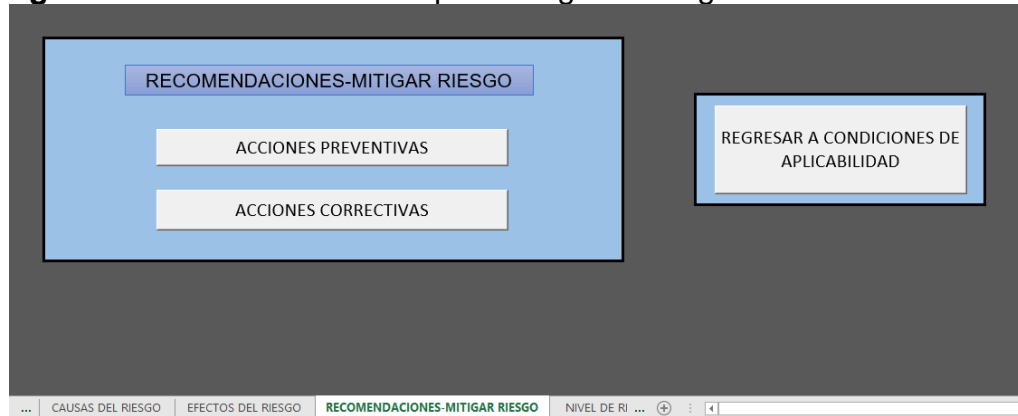 RECOMENDACIONES-MITIGAR RIESGO
ACCIONES PREVENTIVAS
ACCIONES CORRECTIVAS
REGRESAR A CONDICIONES DE
APLICABILIDAD
... CAUSAS DEL RIESGO EFECTOS DEL RIESGO RECOMENDACIONES-MITIGAR RIESGO NIVEL DE RI ...